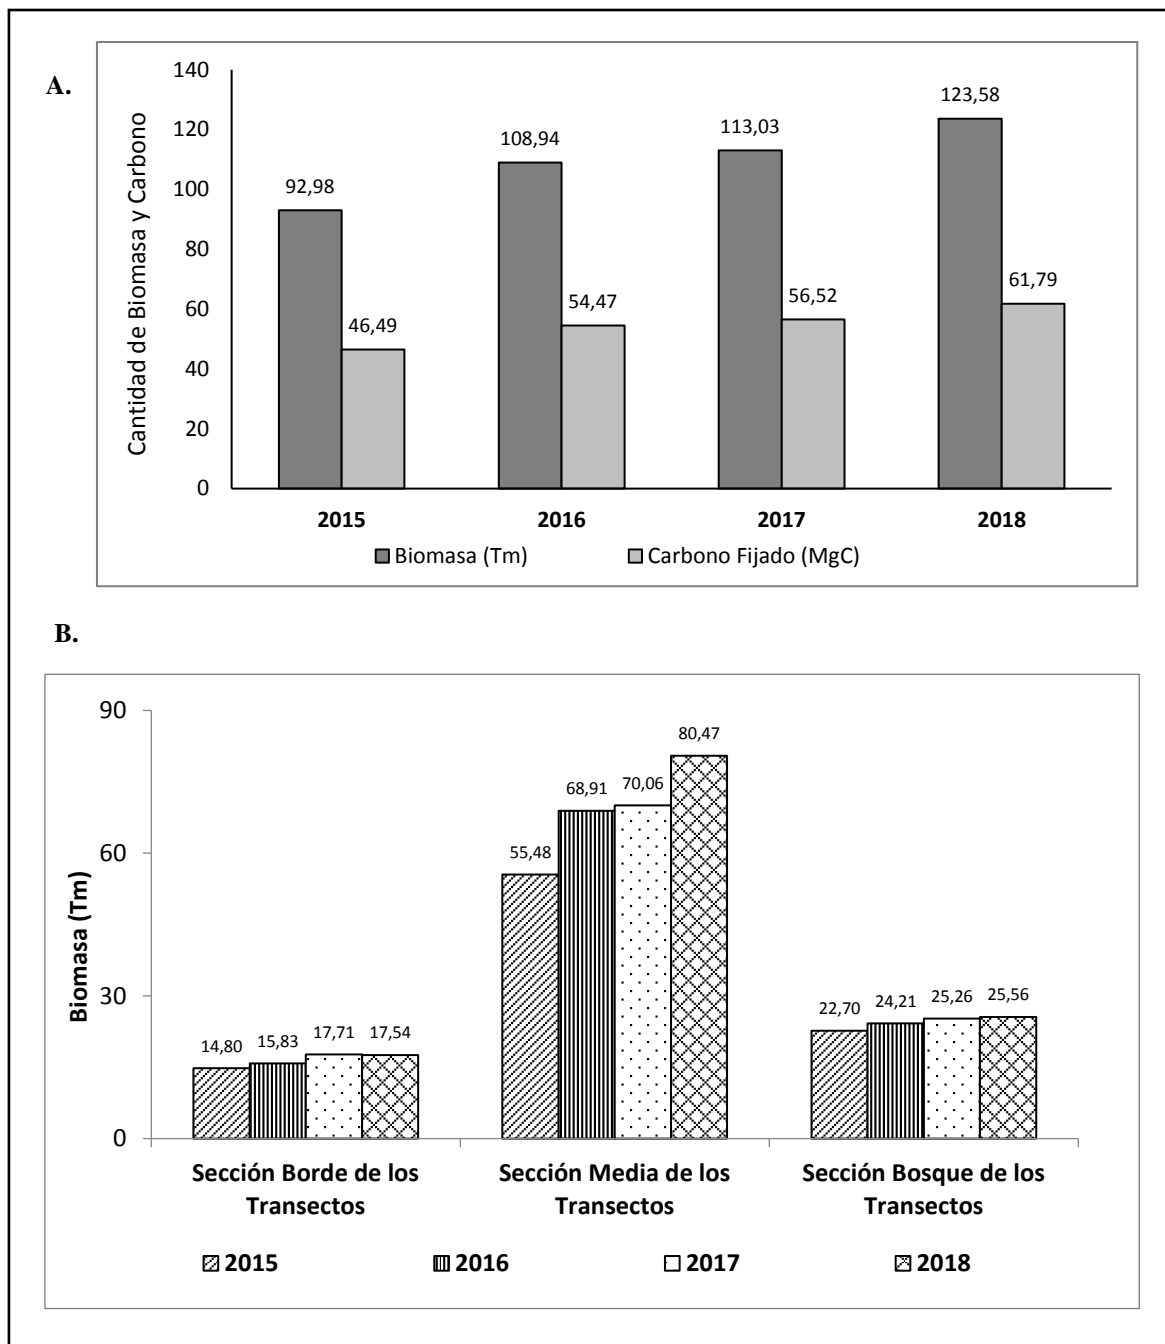 A.
Cantidad de Biomasa y Carbono
140
120
100
80
60
40
20
0
92,98
46,49
108,94
54,47
113,03
56,52
123,58
61,79
2015 2016 2017 2018
Biomasa (Tm) Carbono Fijado (MgC)
B.
Biomasa (Tm)
90
60
30
0
14,80 15,83 17,71 17,54
55,48 68,91 70,06 80,47
22,70 24,21 25,26 25,56
Sección Borde de los
Transectos
Sección Media de los
Transectos
Sección Bosque de los
Transectos
2015 2016 2017 2018